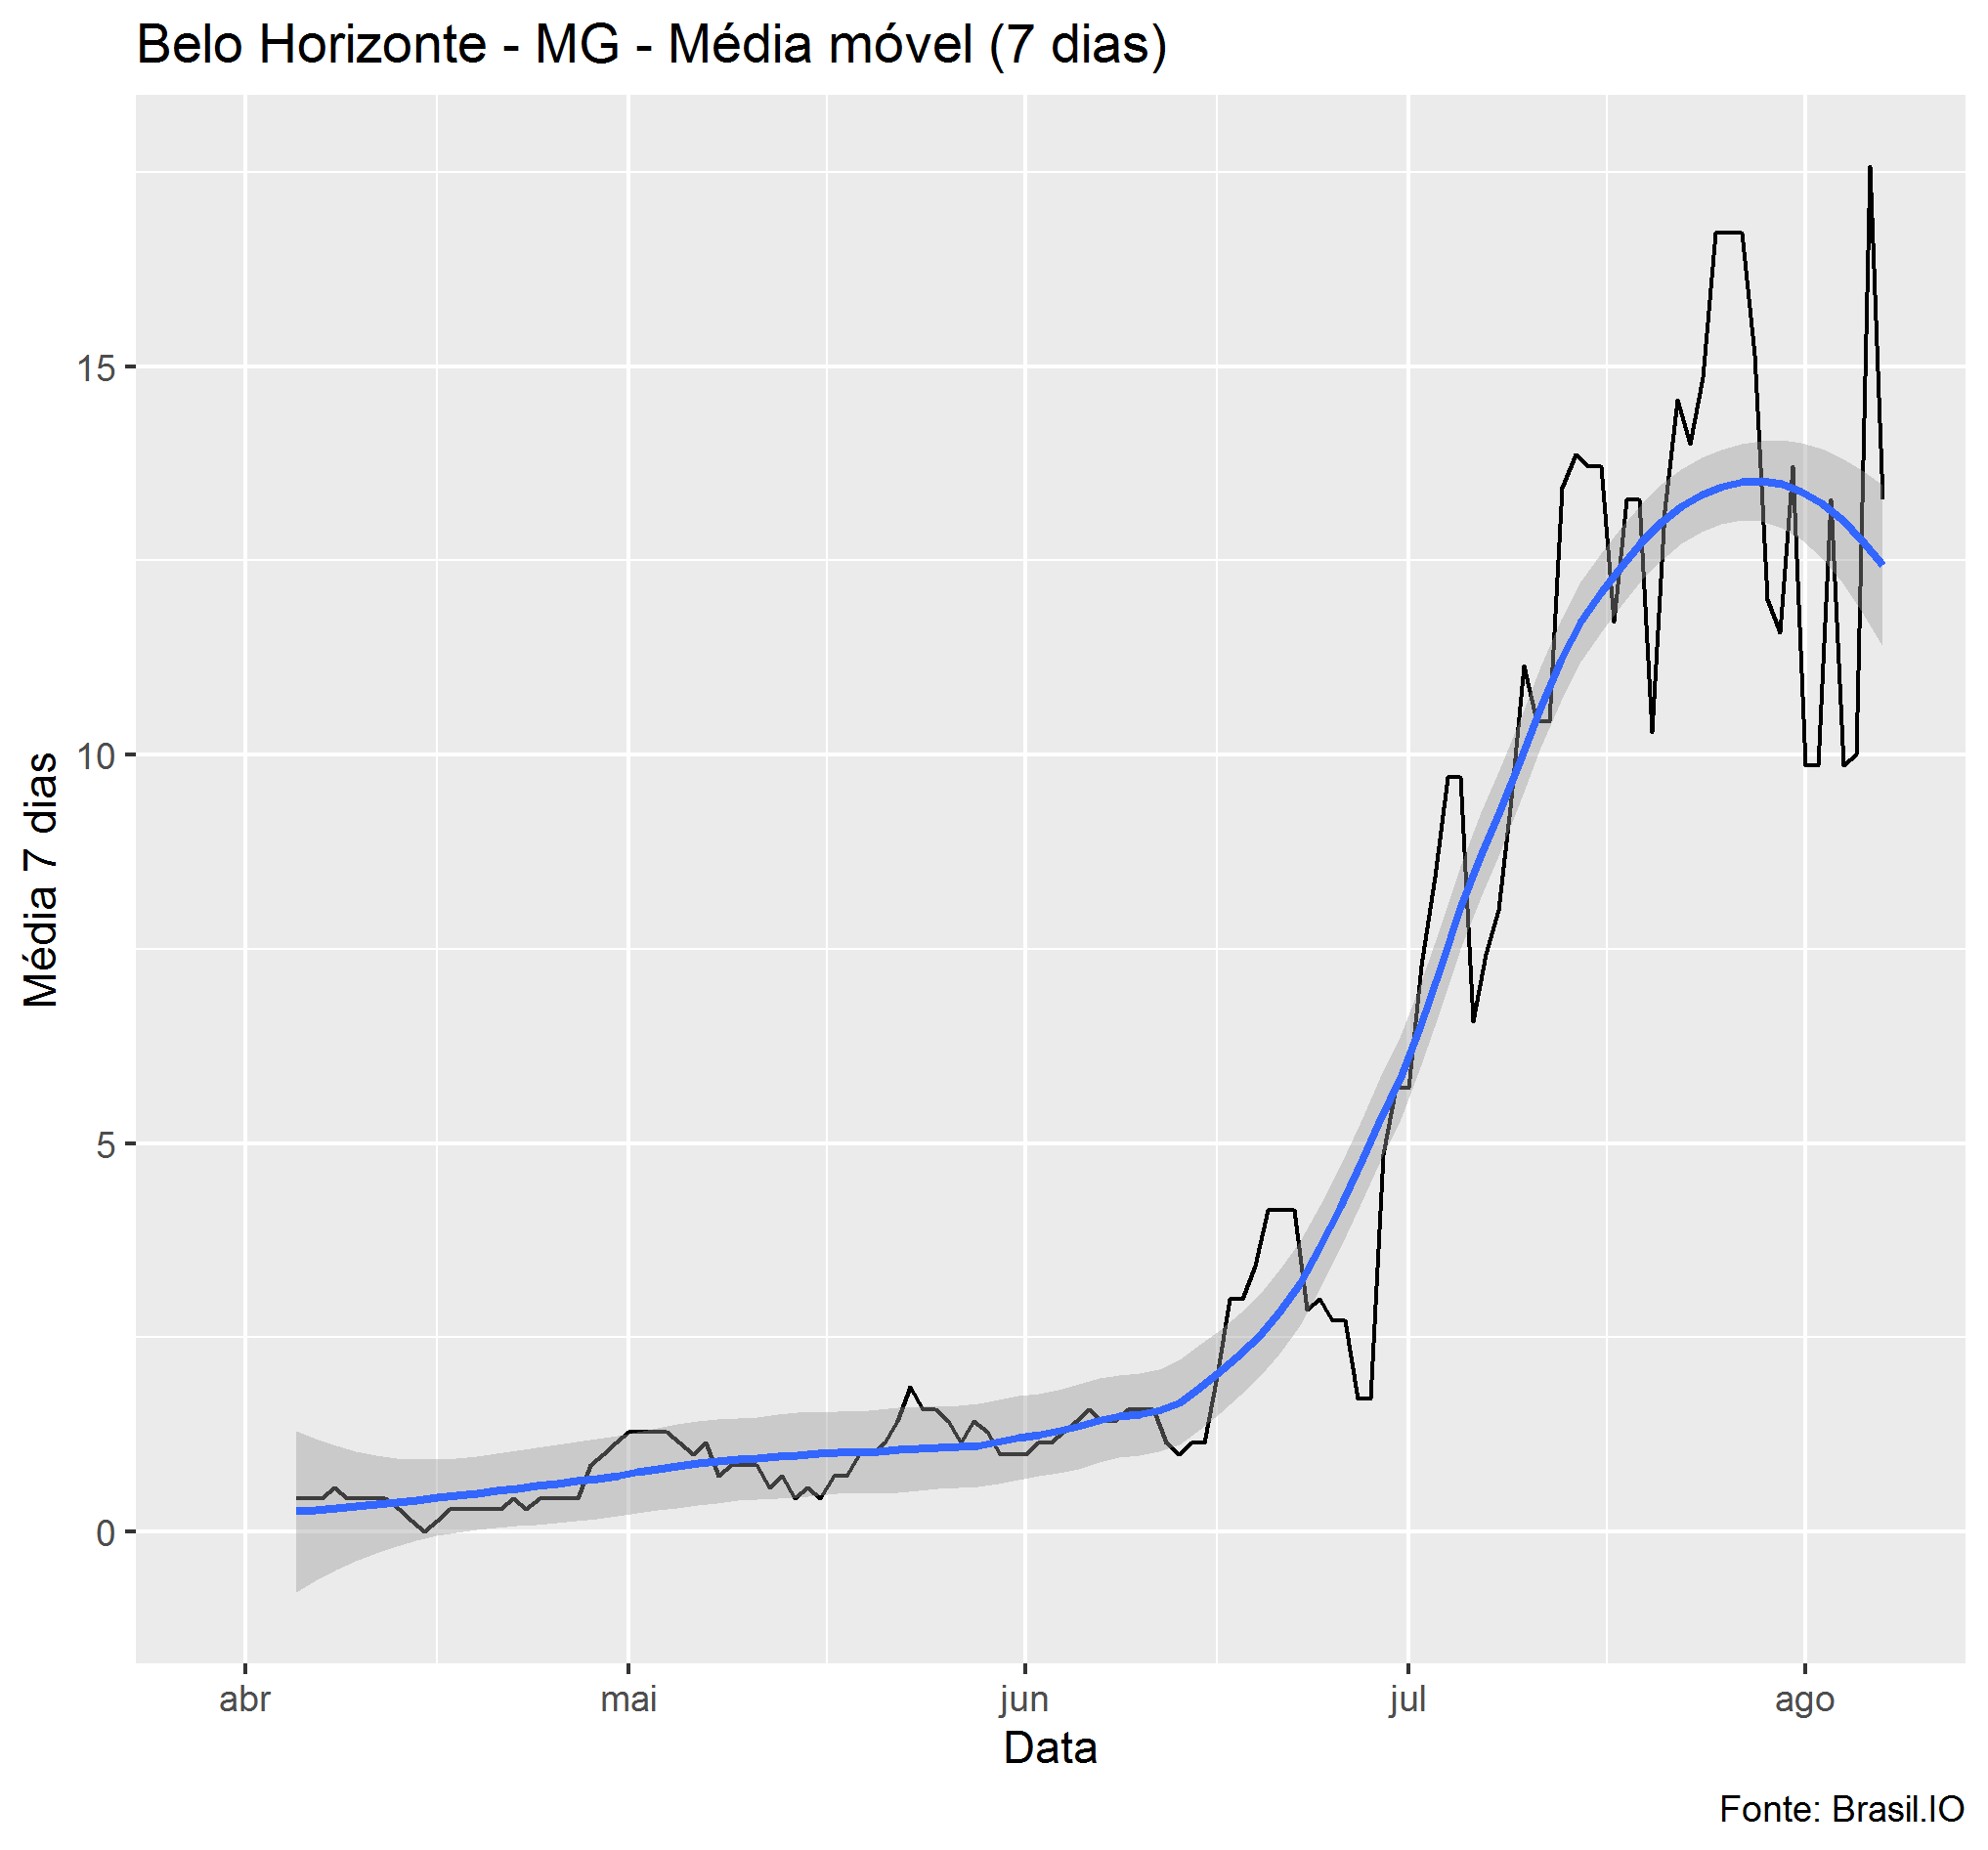 Belo Horizonte - MG - Média móvel (7 dias)
Média 7 dias
15
10
5
0
abr
mai
jun
jul
ago
Data
Fonte: Brasil.IO